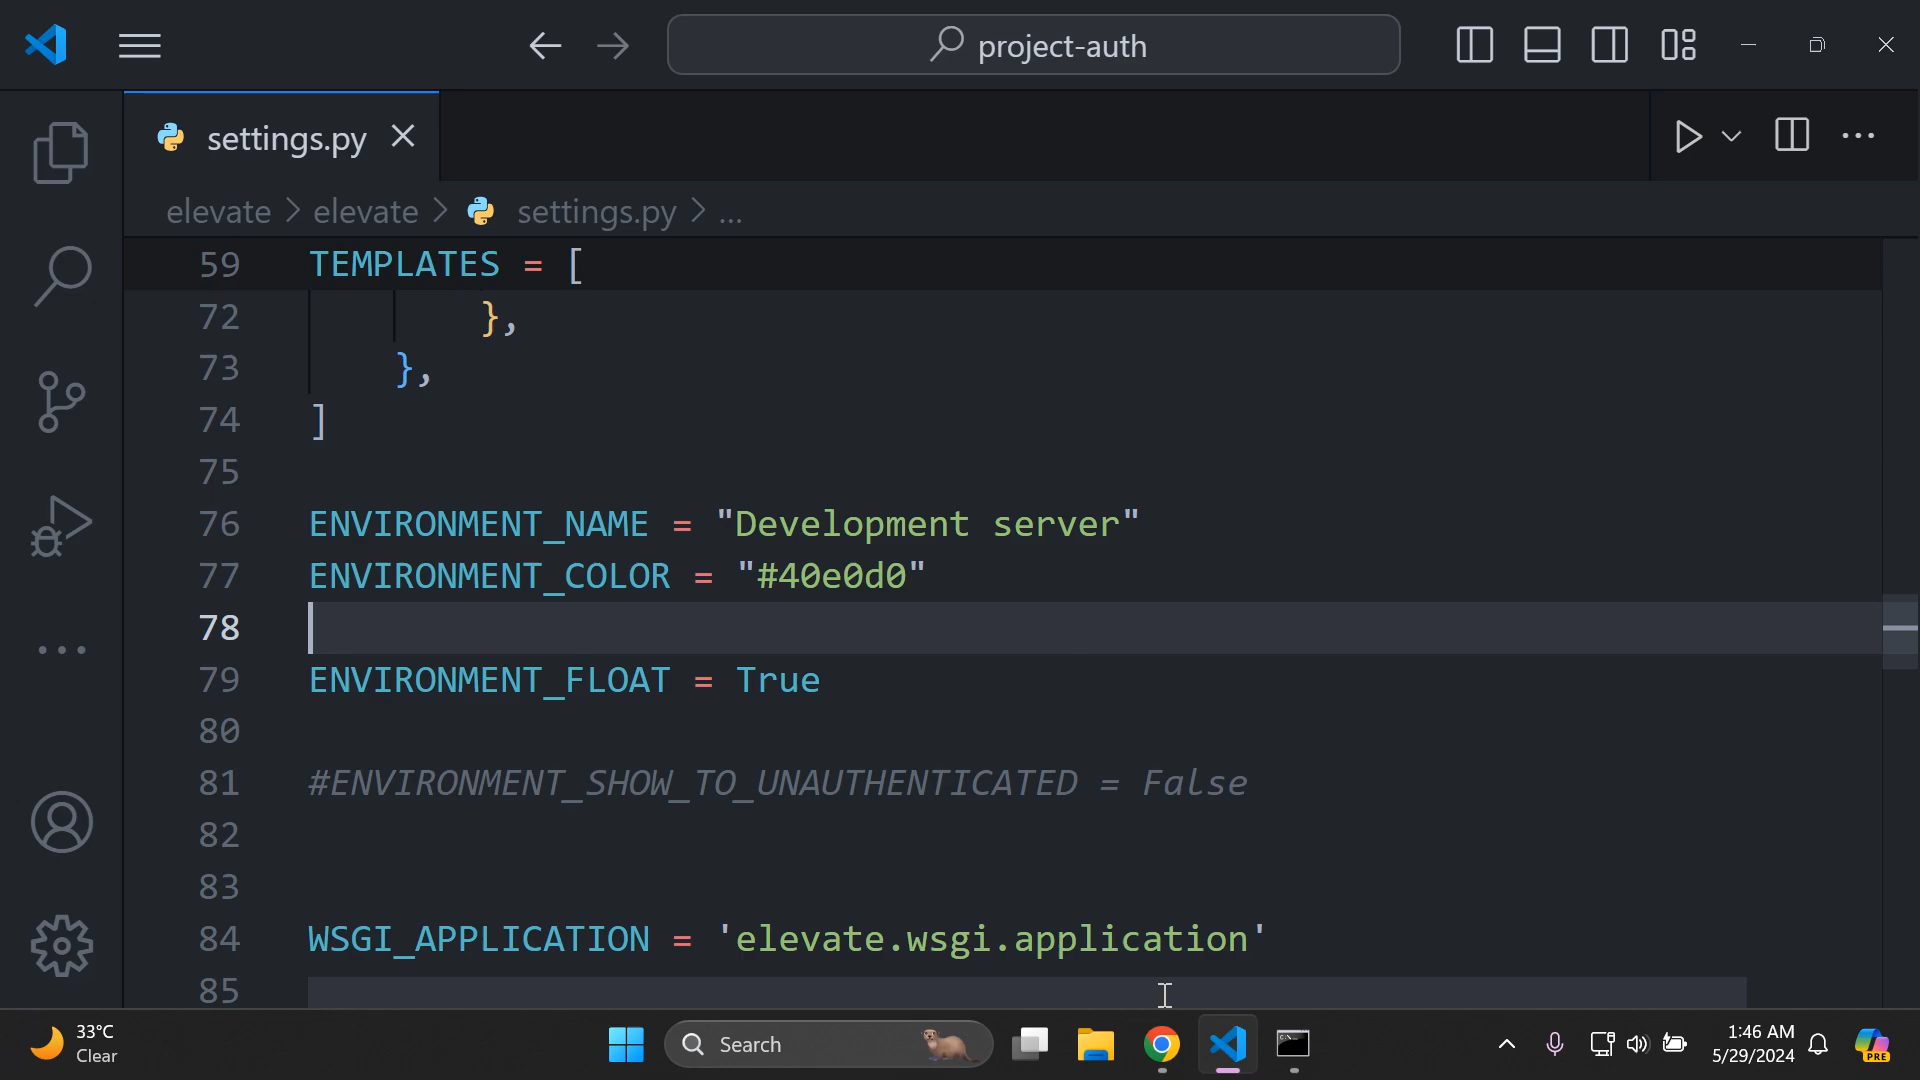 project-auth
settings.py
elevate > elevate > settings.py > ...
59 TEMPLATES = [
72 },
73 },
74 ]
75
76 ENVIRONMENT_NAME = "Development server"
77 ENVIRONMENT_COLOR = "#40e0d0"
78
79 ENVIRONMENT_FLOAT = True
80
81 #ENVIRONMENT_SHOW_TO_UNAUTHENTICATED = False
82
83
84 WSGI_APPLICATION = 'elevate.wsgi.application'
85
33°C
Clear
Search
PRE
1:46 AM
5/29/2024